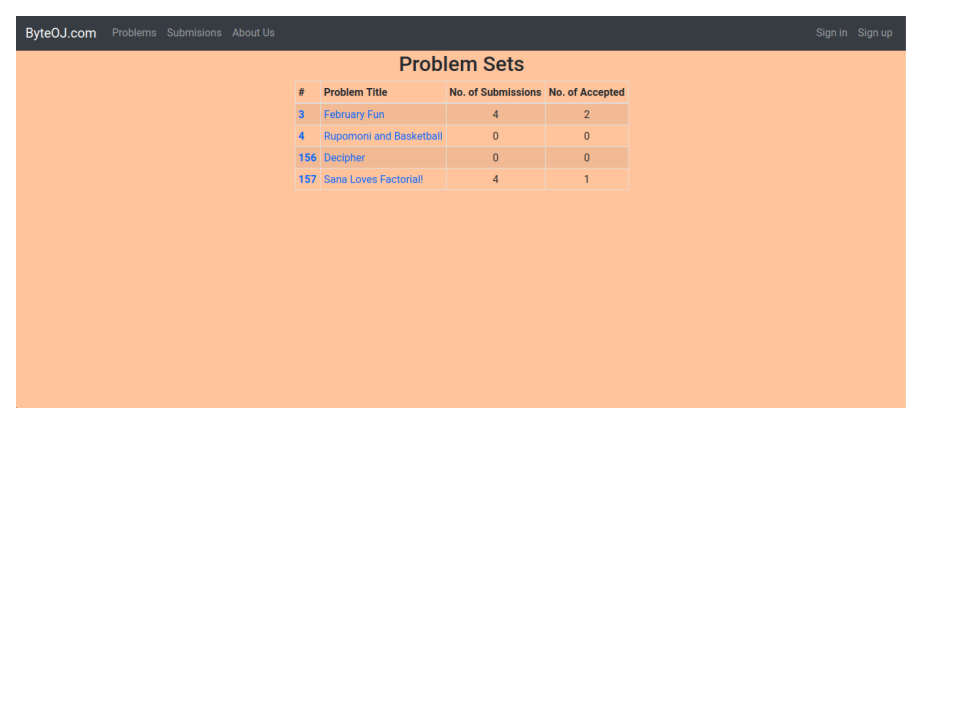 ByteOJ.com Problems Submisions About Us Sign in Sign up
Problem Sets
# Problem Title No. of Submissions No. of Accepted
3 February Fun 4 2
4 Rupomoni and Basketball 0 0
156 Decipher 0 0
157 Sana Loves Factorial! 4 1